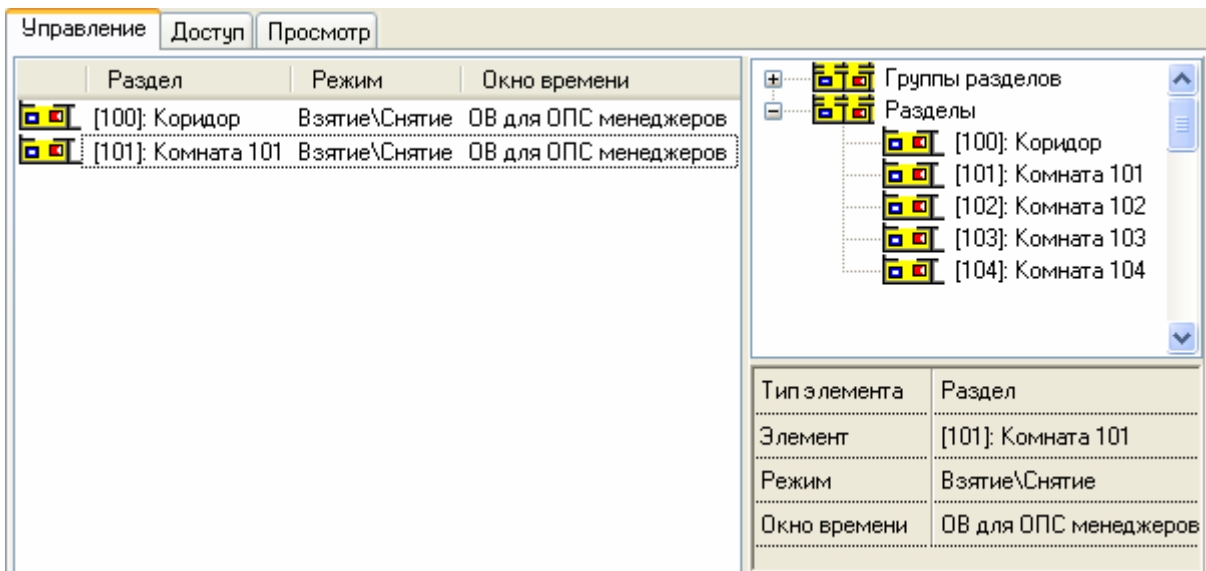 Управление Доступ Просмотр
Раздел Режим Окно времени
[100]: Коридор Взятие\Снятие ОВ для ОПС менеджеров
[101]: Комната 101 Взятие\Снятие ОВ для ОПС менеджеров
Группы разделов
Разделы
[100]: Коридор
[101]: Комната 101
[102]: Комната 102
[103]: Комната 103
[104]: Комната 104
Тип элемента Раздел
Элемент [101]: Комната 101
Режим Взятие\Снятие
Окно времени ОВ для ОПС менеджеров